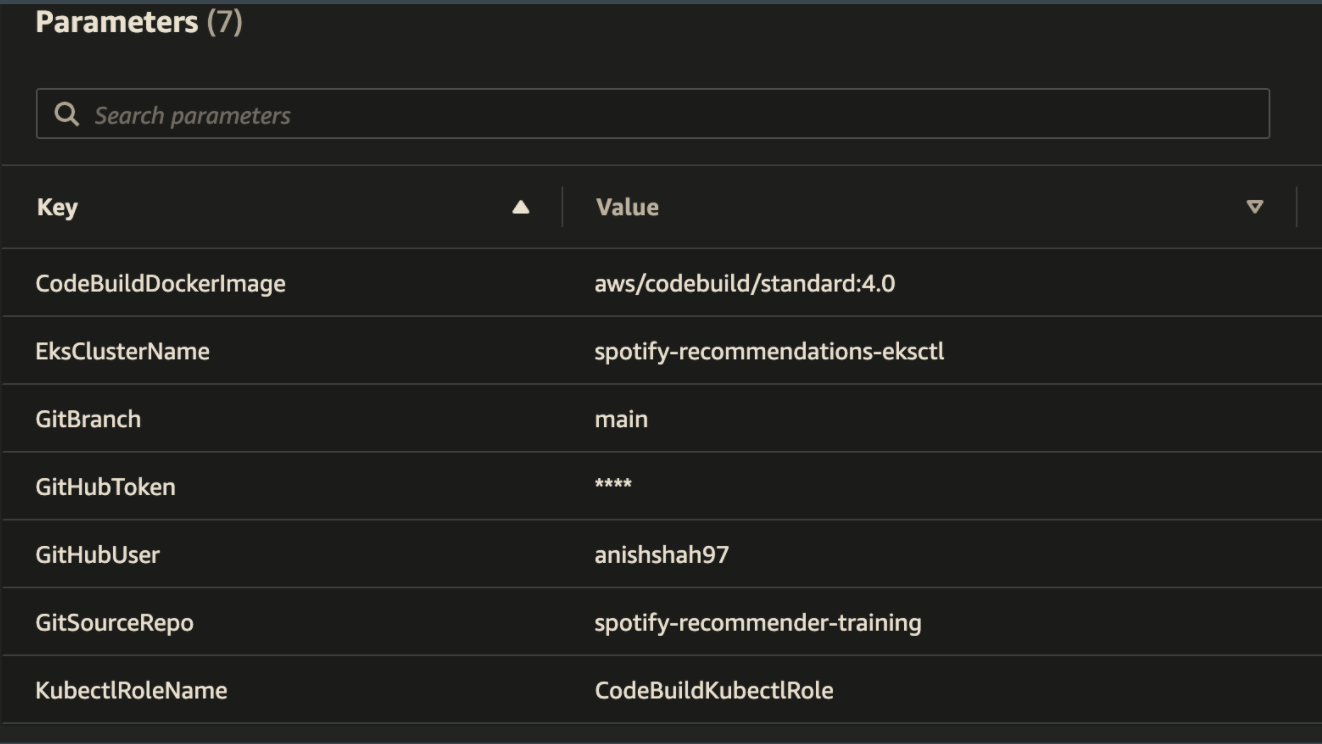 Parameters (7)
Search parameters
Key Value
CodeBuildDockerImage aws/codebuild/standard:4.0
EksClusterName spotify-recommendations-eksctl
GitBranch main
GitHubToken ****
GitHubUser anishshah97
GitSourceRepo spotify-recommender-training
KubectlRoleName CodeBuildKubectlRole